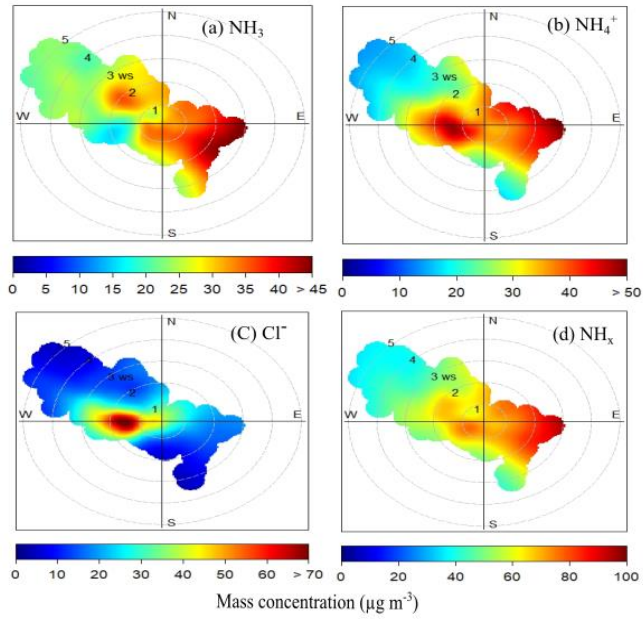 (a) NH₃
N
5
4
3 ws
2
1
W
E
S
0 5 10 15 20 25 30 35 40 > 45
(b) NH₄⁺
N
5
4
3 ws
2
1
W
E
S
0 10 20 30 40 > 50
(C) Cl⁻
N
5
4
3 ws
2
1
W
E
S
0 10 20 30 40 50 60 > 70
(d) NHₓ
N
5
4
3 ws
2
1
W
E
S
0 20 40 60 80 100
Mass concentration (µg m⁻³)